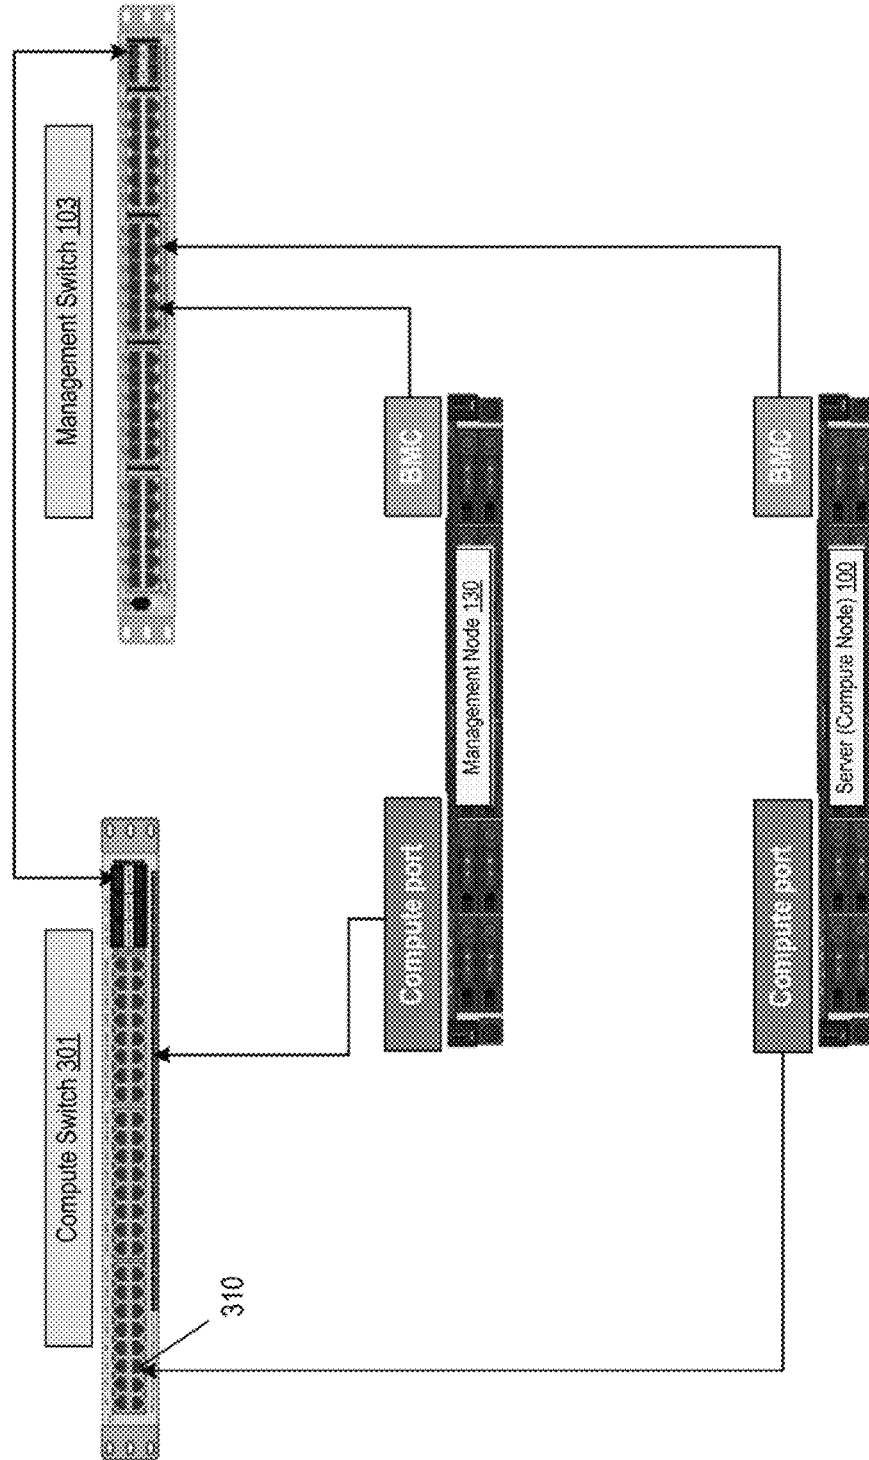 Compute Switch 301
Management Switch 103
310
Compute port
BMC
Management Node 130
Compute port
BMC
Server (Compute Node) 100